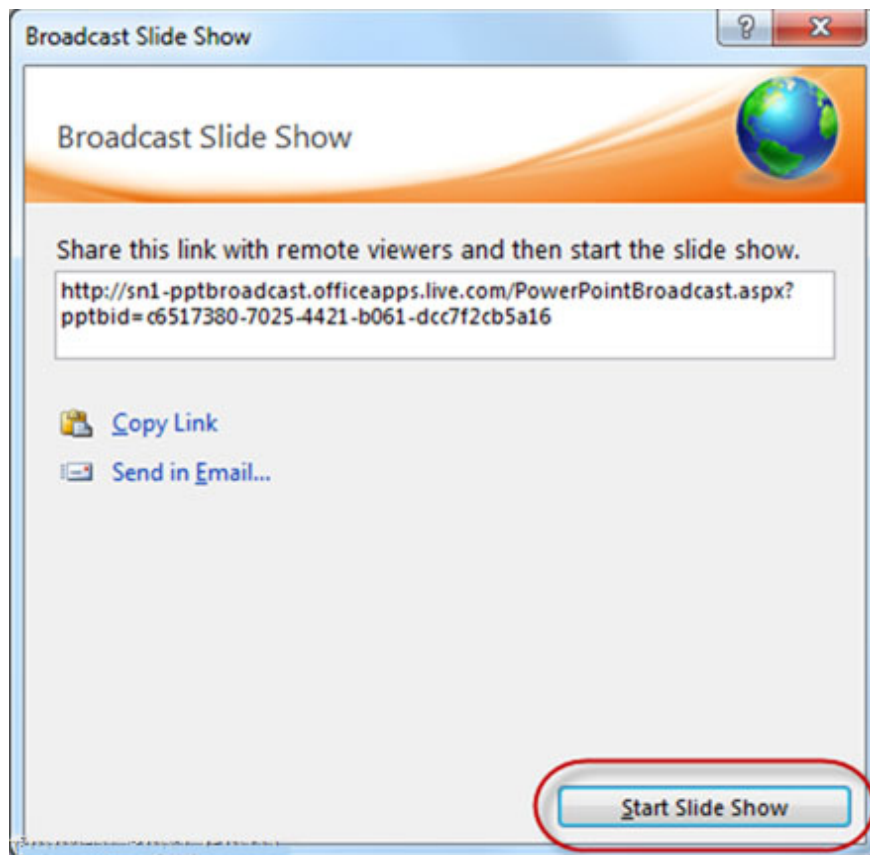 Broadcast Slide Show
Broadcast Slide Show
Share this link with remote viewers and then start the slide show.
http://sn1-pptbroadcast.officeapps.live.com/PowerPointBroadcast.aspx?
pptbid=c6517380-7025-4421-b061-dcc7f2cb5a16
Copy Link
Send in Email...
Start Slide Show